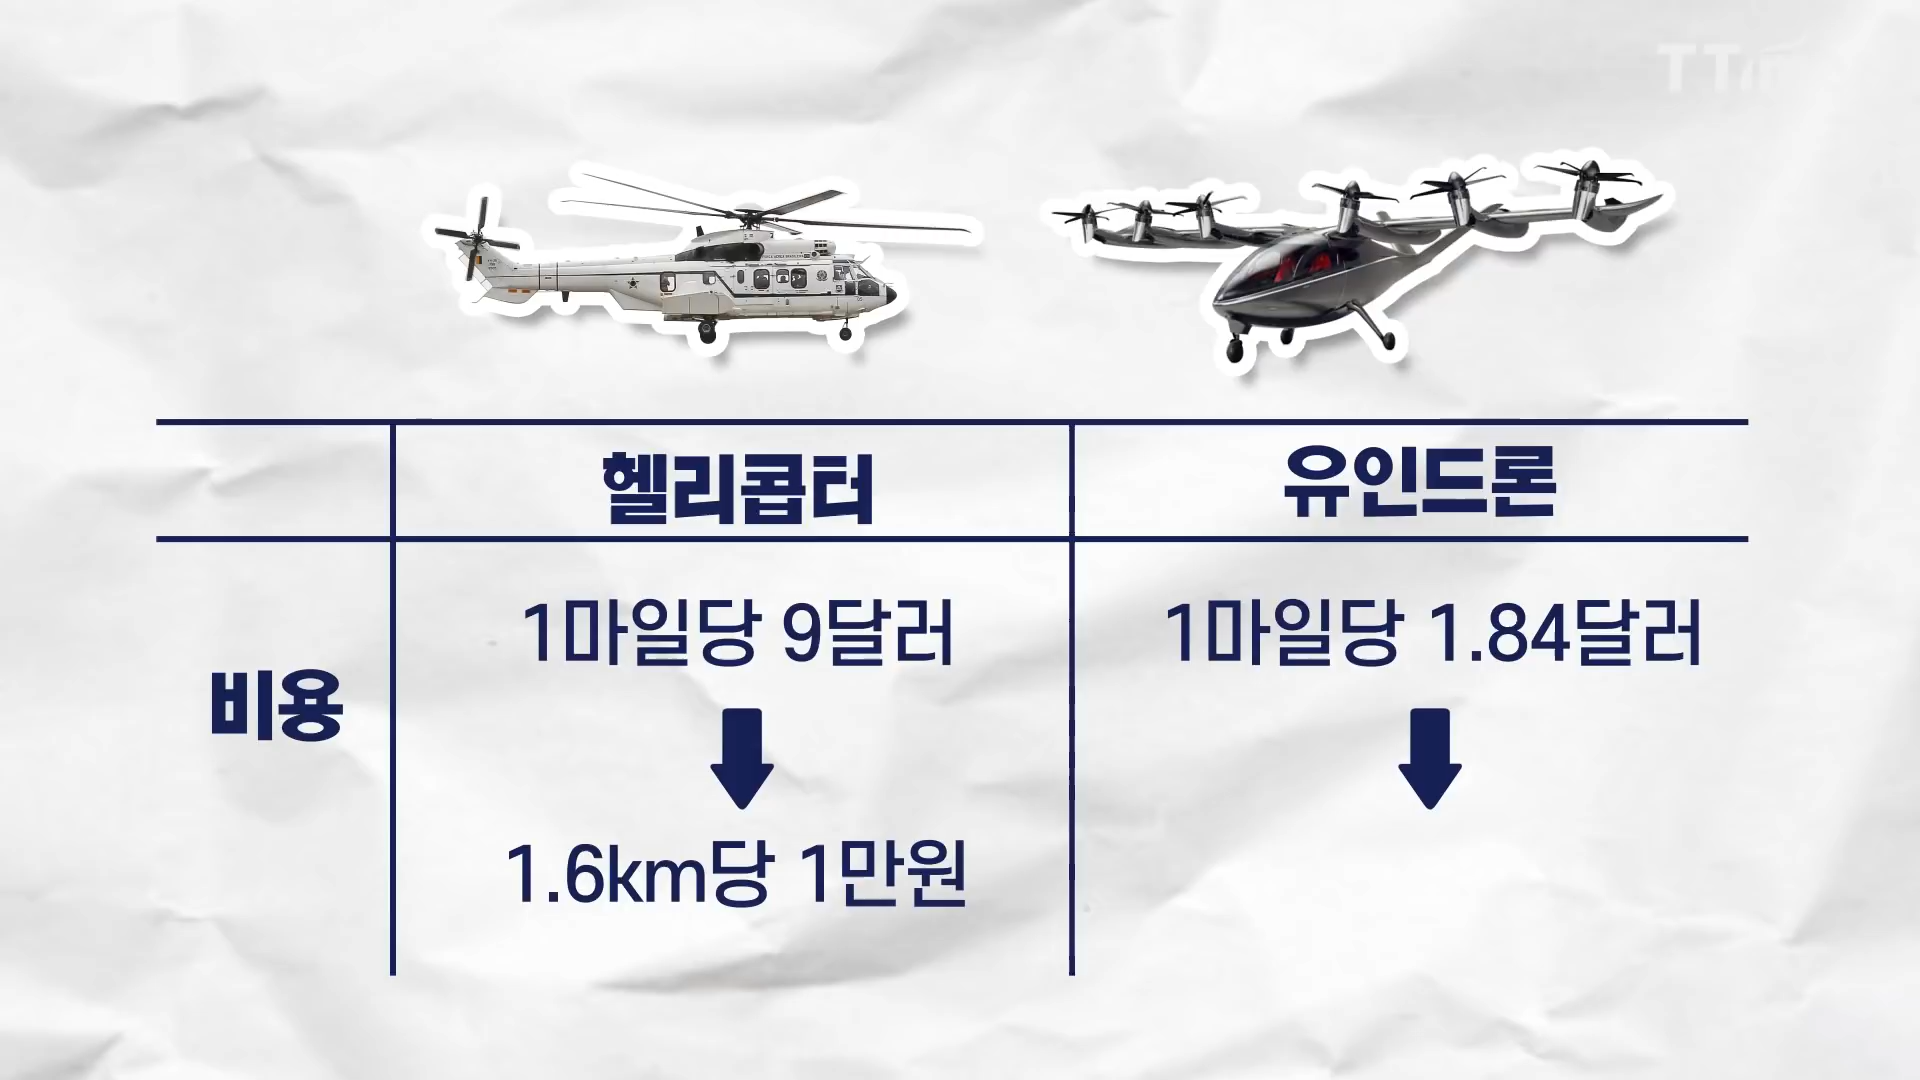 헬리콥터
유인드론
비용
1마일당 9달러
1마일당 1.84달러
1.6km당 1만원